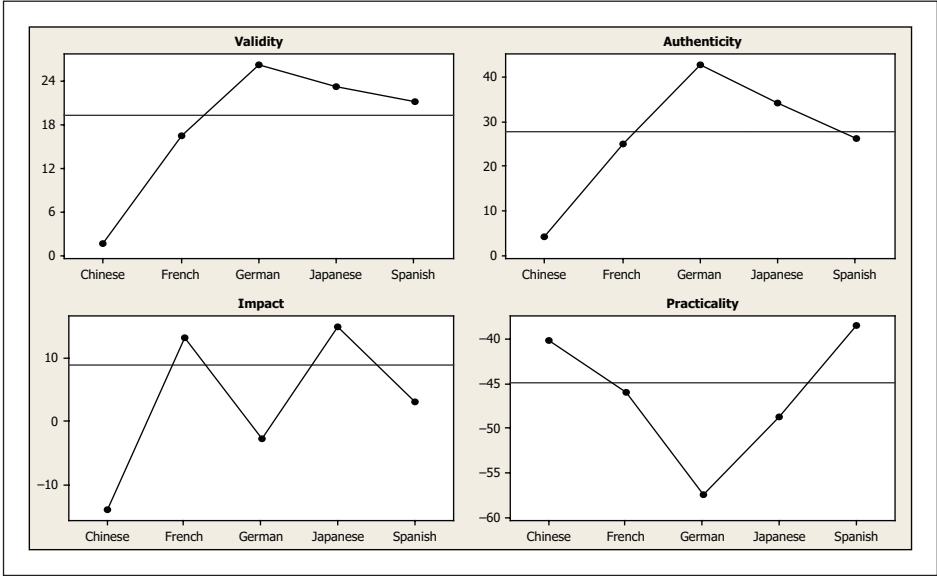 Validity
24
18
12
6
0
Chinese French German Japanese Spanish
Authenticity
40
30
20
10
0
Chinese French German Japanese Spanish
Impact
10
0
–10
Chinese French German Japanese Spanish
Practicality
–40
–45
–50
–55
–60
Chinese French German Japanese Spanish